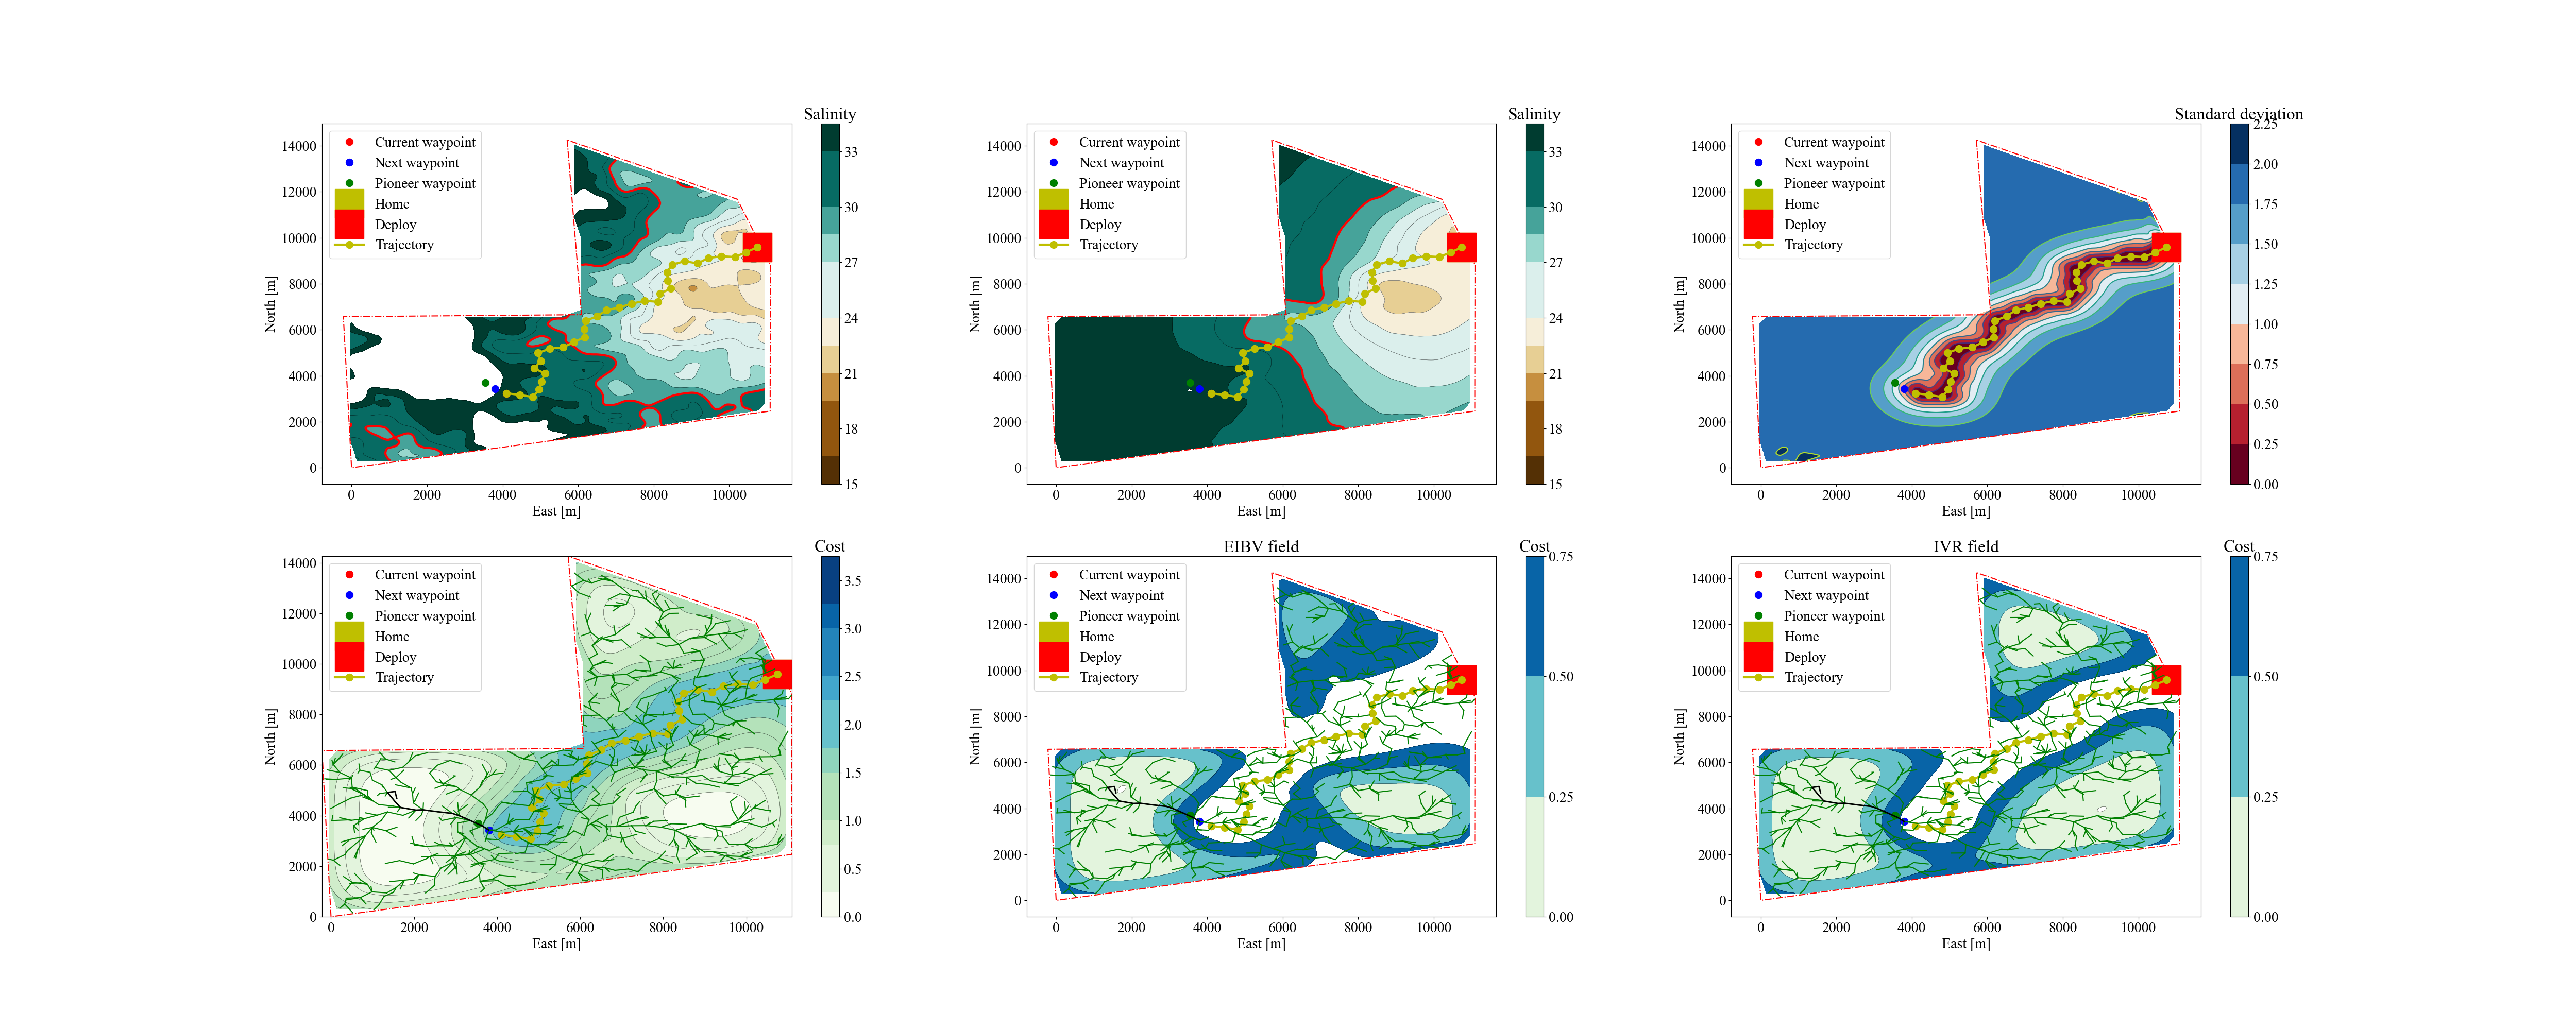 Salinity
Current waypoint
Next waypoint
Pioneer waypoint
Home
Deploy
Trajectory
14000
12000
10000
8000
6000
4000
2000
0
North [m]
0 2000 4000 6000 8000 10000
East [m]
33
30
27
24
21
18
15
Salinity
Current waypoint
Next waypoint
Pioneer waypoint
Home
Deploy
Trajectory
14000
12000
10000
8000
6000
4000
2000
0
North [m]
0 2000 4000 6000 8000 10000
East [m]
33
30
27
24
21
18
15
Standard deviation
Current waypoint
Next waypoint
Pioneer waypoint
Home
Deploy
Trajectory
14000
12000
10000
8000
6000
4000
2000
0
North [m]
0 2000 4000 6000 8000 10000
East [m]
2.25
2.00
1.75
1.50
1.25
1.00
0.75
0.50
0.25
0.00
Cost
Current waypoint
Next waypoint
Pioneer waypoint
Home
Deploy
Trajectory
14000
12000
10000
8000
6000
4000
2000
0
North [m]
0 2000 4000 6000 8000 10000
East [m]
3.5
3.0
2.5
2.0
1.5
1.0
0.5
0.0
EIBV field
Cost
Current waypoint
Next waypoint
Pioneer waypoint
Home
Deploy
Trajectory
14000
12000
10000
8000
6000
4000
2000
0
North [m]
0 2000 4000 6000 8000 10000
East [m]
0.75
0.50
0.25
0.00
IVR field
Cost
Current waypoint
Next waypoint
Pioneer waypoint
Home
Deploy
Trajectory
14000
12000
10000
8000
6000
4000
2000
0
North [m]
0 2000 4000 6000 8000 10000
East [m]
0.75
0.50
0.25
0.00